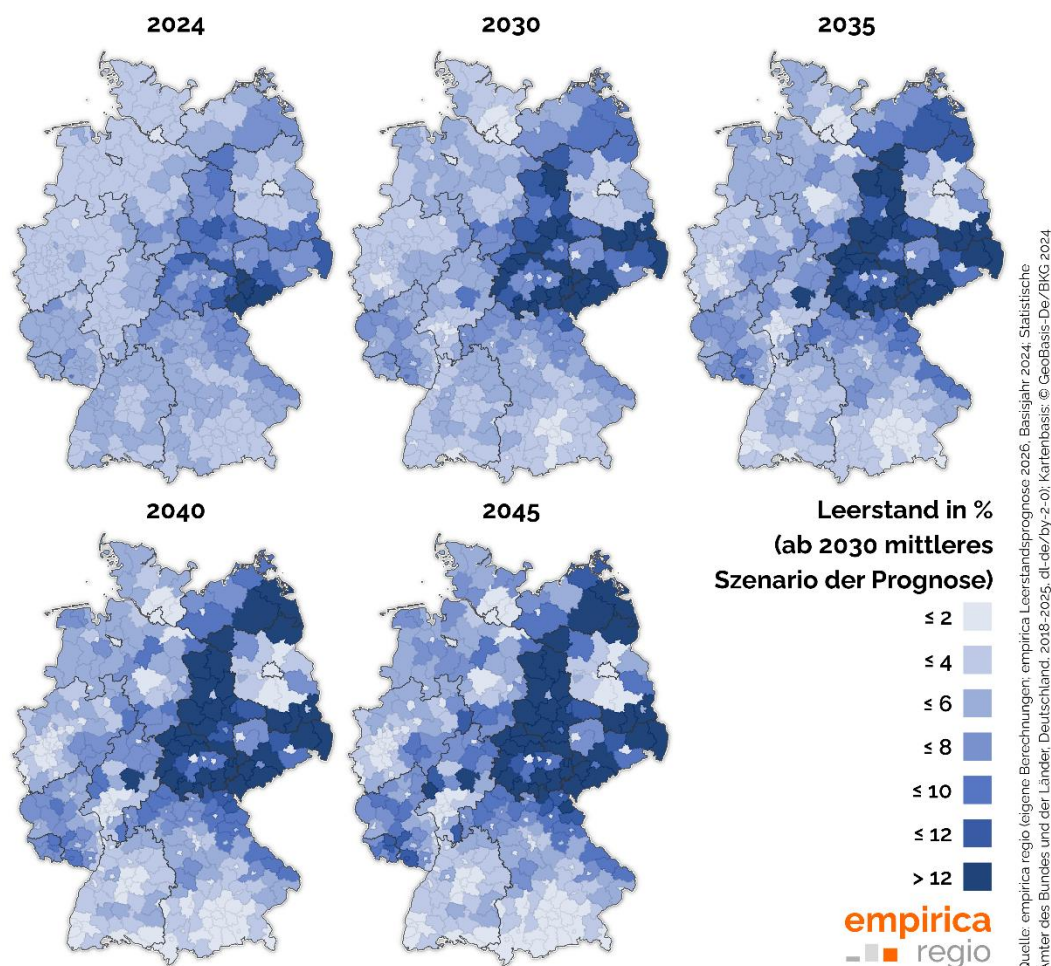 2024
2030
2035
2040
2045
Leerstand in %
(ab 2030 mittleres
Szenario der Prognose)
≤ 2
≤ 4
≤ 6
≤ 8
≤ 10
≤ 12
> 12
empirica
regio
Quelle: empirica regio (eigene Berechnungen; empirica Leerstandsprognose 2026, Basisjahr 2024; Statistische
Ämter des Bundes und der Länder, Deutschland, 2018-2025, dl-de/by-2-0); Kartenbasis: © GeoBasis-De/BKG 2024